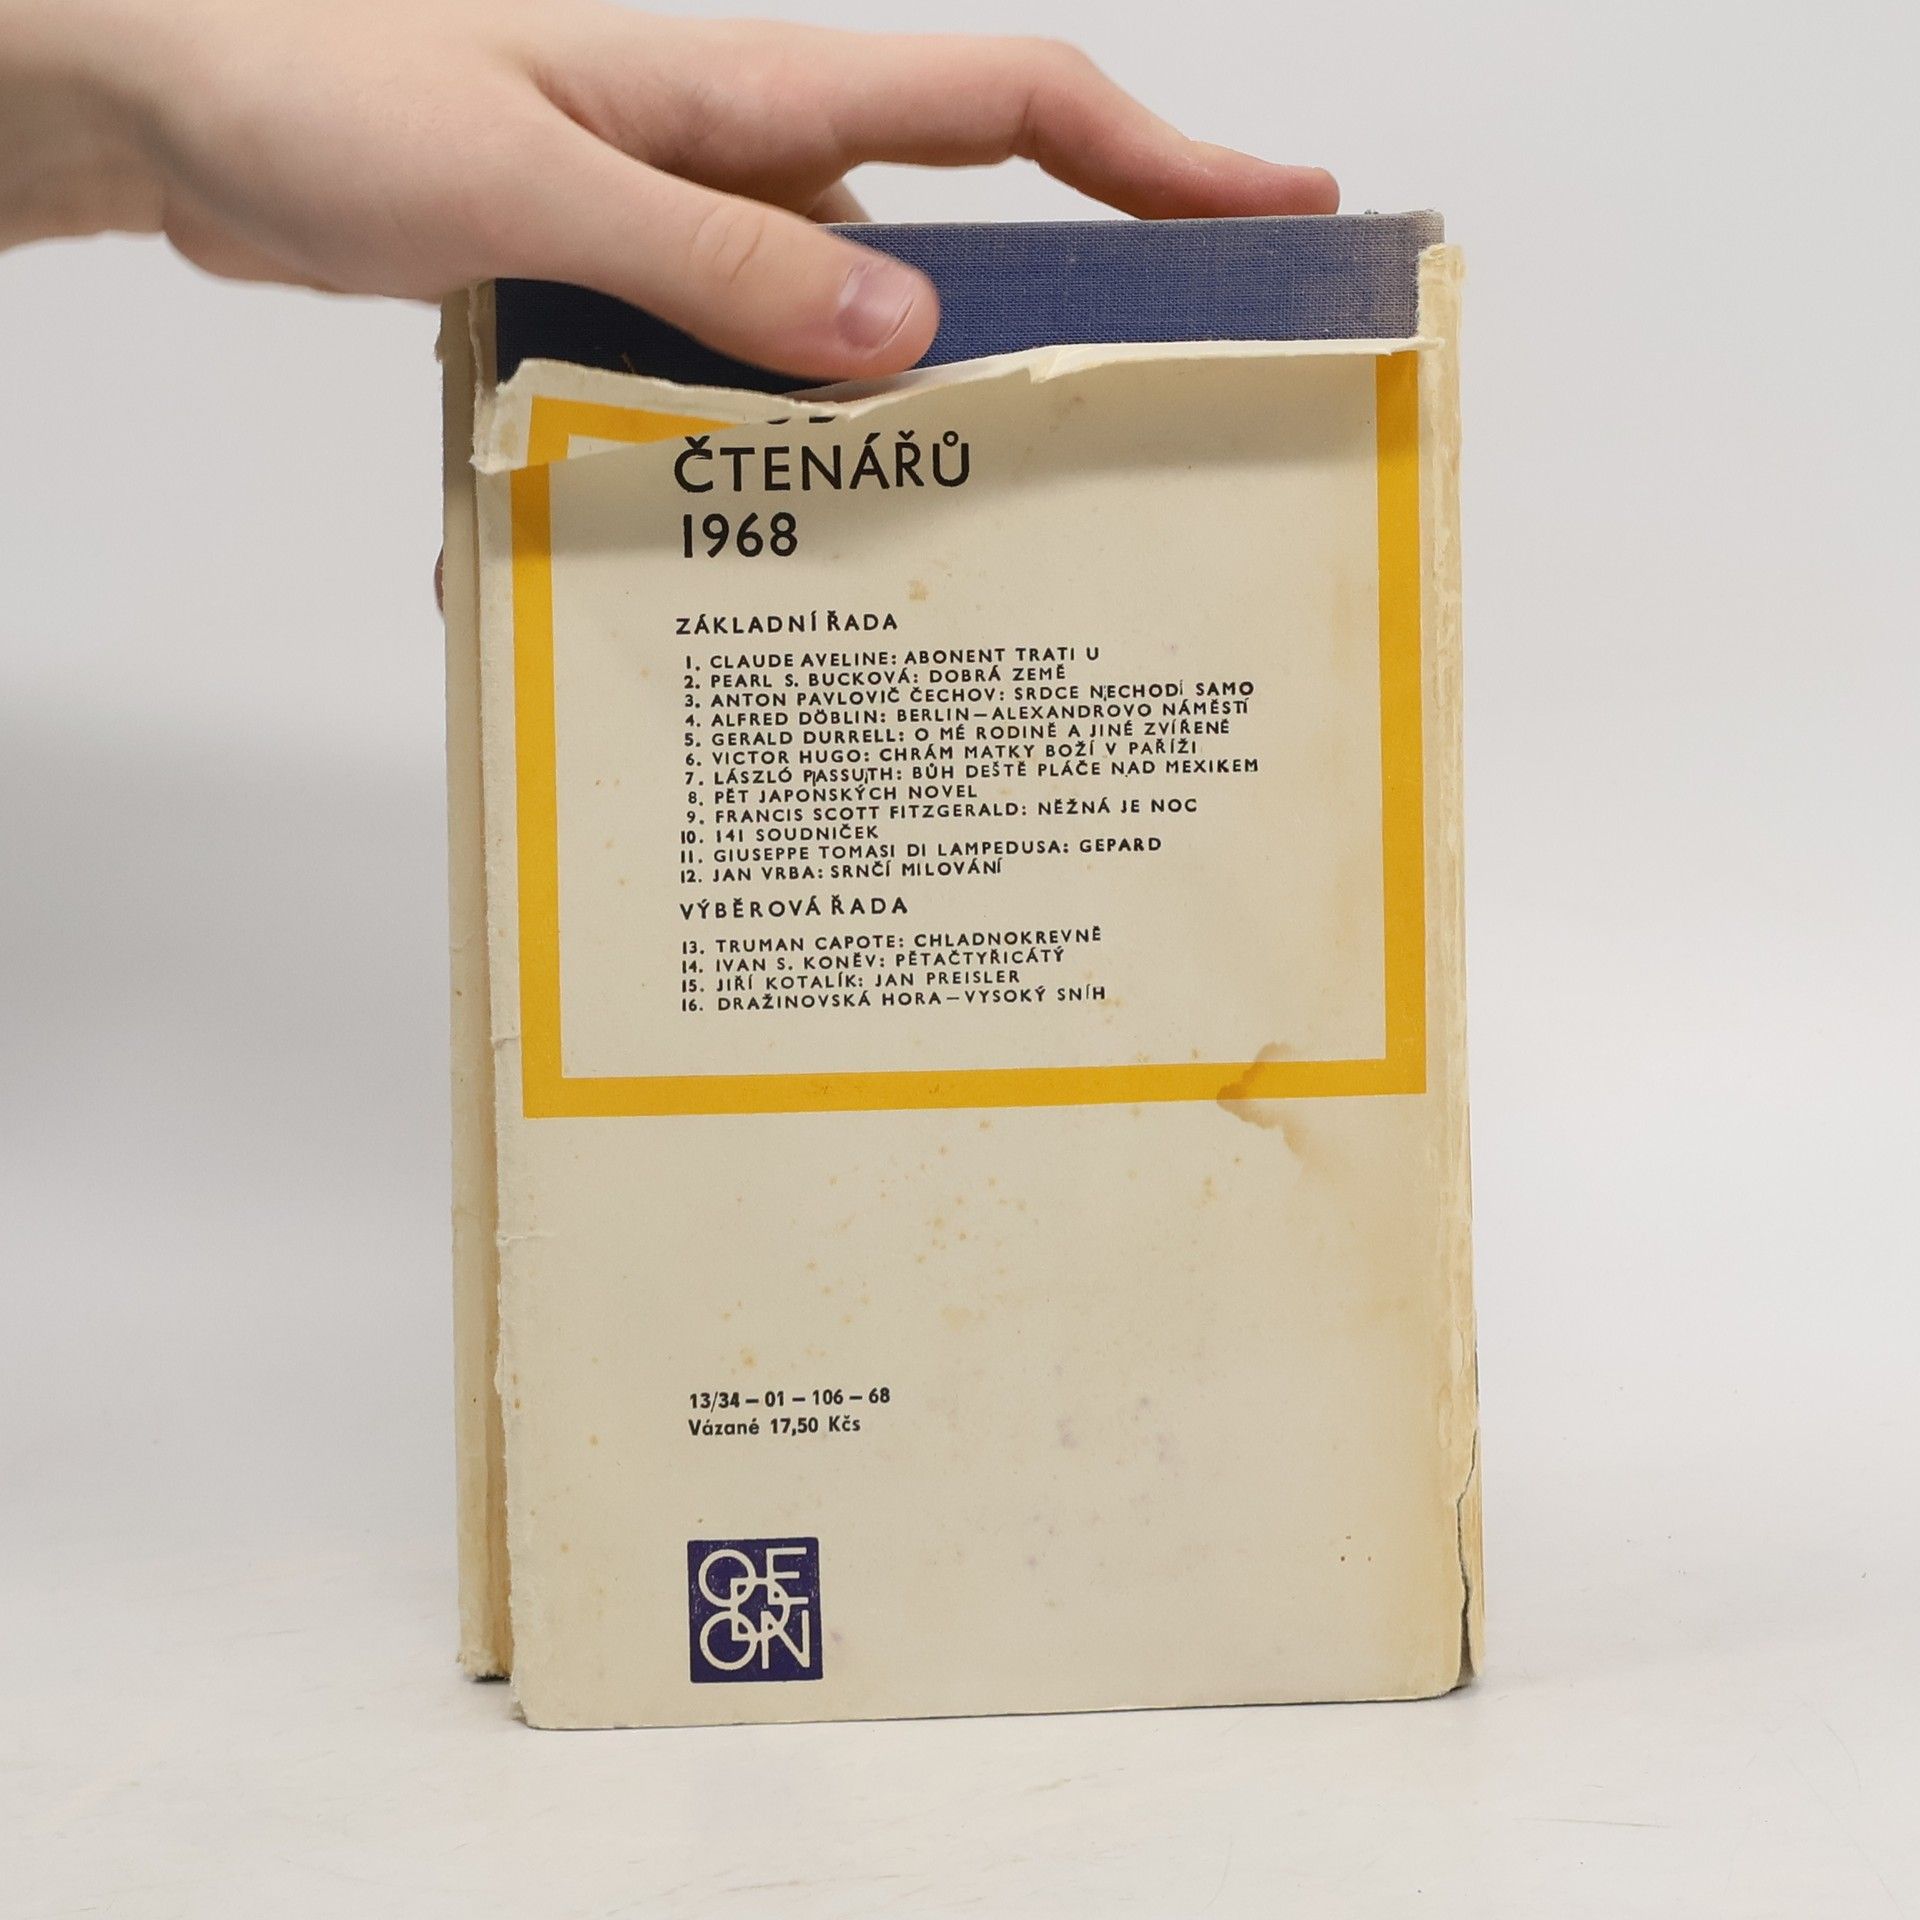 ČTENÁŘŮ
1968
ZÁKLADNÍ ŘADA
1. CLAUDE AVELINE: ABONENT TRATI U
2. PEARL S. BUCKOVÁ: DOBRÁ ZEMĚ
3. ANTON PAVLOVIČ ČECHOV: SRDCE NECHODÍ SAMO
4. ALFRED DÖBLIN: BERLIN—ALEXANDROVO NÁMĚSTÍ
5. GERALD DURRELL: O MÉ RODINĚ A JINÉ ZVÍŘENĚ
6. VICTOR HUGO: CHRÁM MATKY BOŽÍ V PAŘÍŽI
7. LÁSZLÓ PASSUTH: BŮH DEŠTĚ PLÁČE NAD MEXIKEM
8. PĚT JAPONSKÝCH NOVEL
9. FRANCIS SCOTT FITZGERALD: NĚŽNÁ JE NOC
10. 141 SOUDNIČEK
11. GIUSEPPE TOMASI DI LAMPEDUSA: GEPARD
12. JAN VRBA: SRNČÍ MILOVÁNÍ
VÝBĚROVÁ ŘADA
13. TRUMAN CAPOTE: CHLADNOKREVNĚ
14. IVAN S. KONĚV: PĚTAČTYŘICÁTÝ
15. JIŘÍ KOTALÍK: JAN PREISLER
16. DRAŽINOVSKÁ HORA—VYSOKÝ SNÍH
13/34 – 01 – 106 – 68
Vázané 17,50 Kčs
ODEON